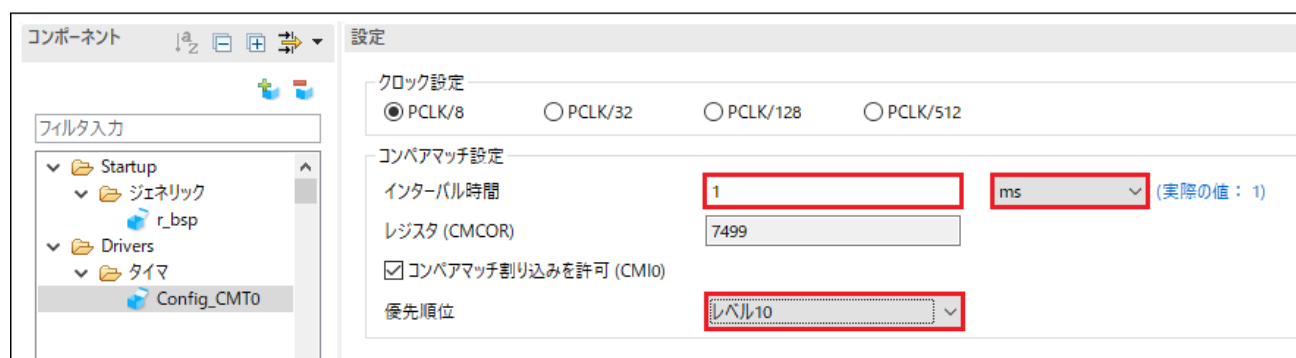 コンポーネント
フィルタ入力
Startup
ジェネリック
r_bsp
Drivers
タイマ
Config_CMT0
設定
クロック設定
PCLK/8 PCLK/32 PCLK/128 PCLK/512
コンペアマッチ設定
インターバル時間 1 ms (実際の値： 1)
レジスタ (CMCOR) 7499
コンペアマッチ割り込みを許可 (CMI0)
優先順位 レベル10